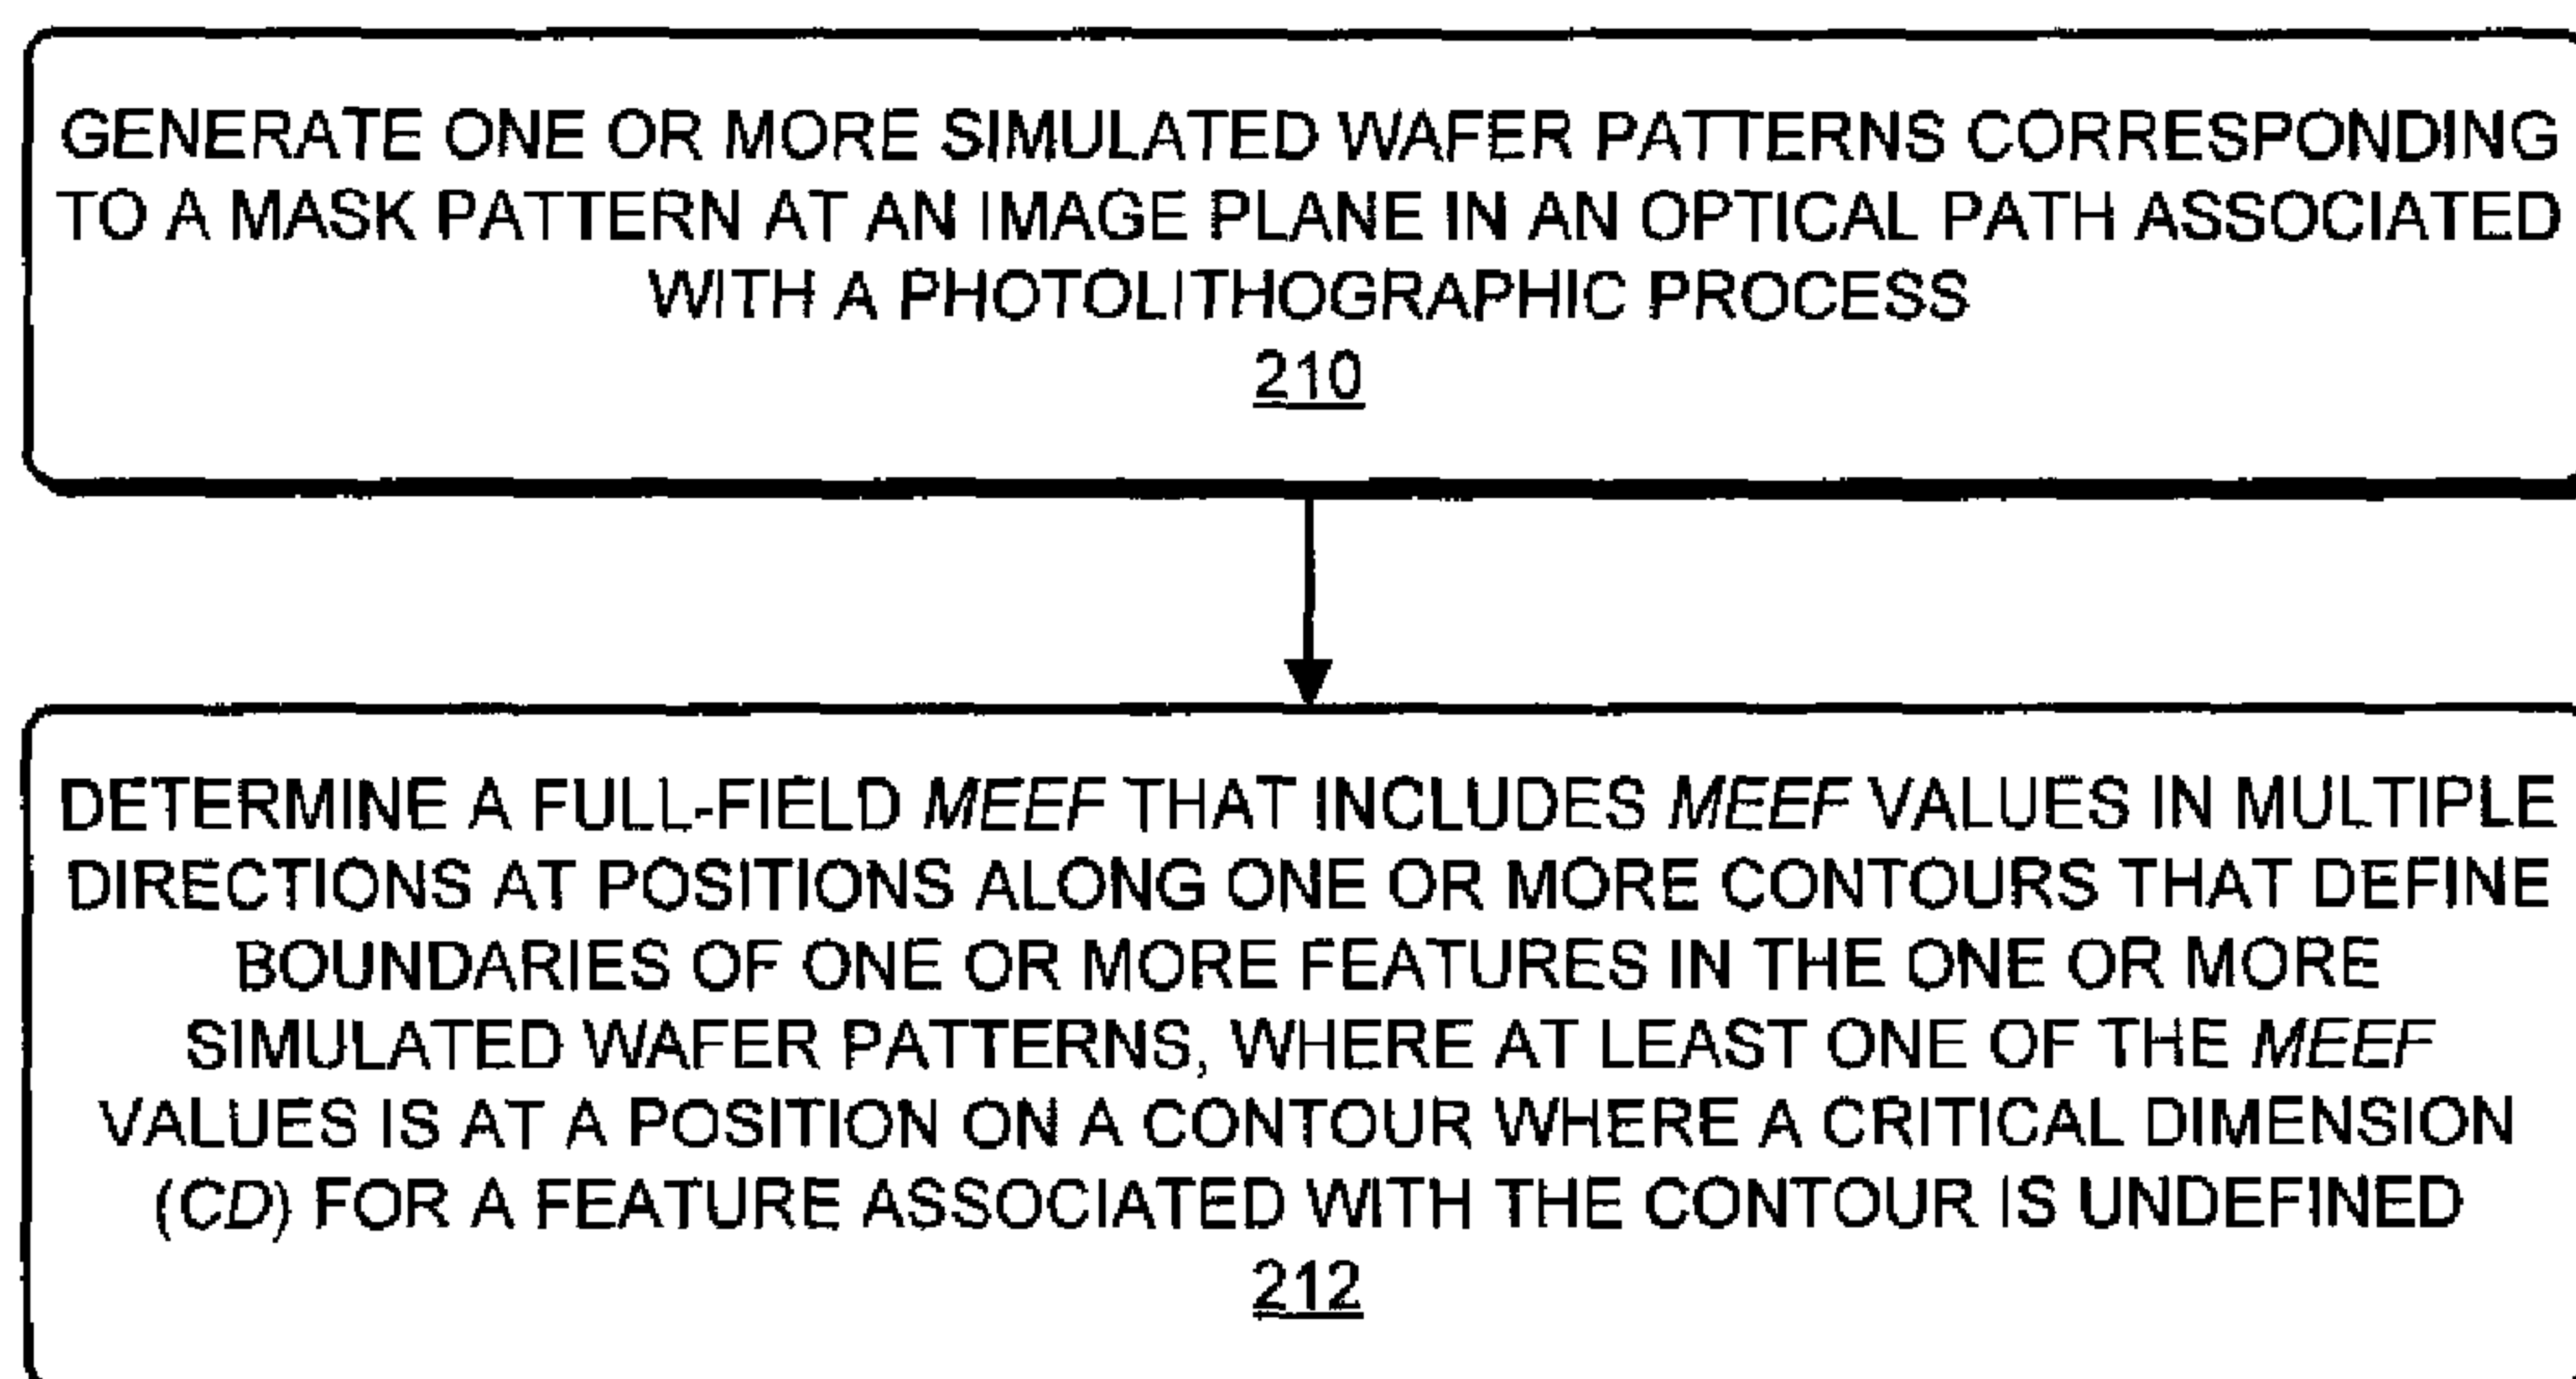 GENERATE ONE OR MORE SIMULATED WAFER PATTERNS CORRESPONDING
TO A MASK PATTERN AT AN IMAGE PLANE IN AN OPTICAL PATH ASSOCIATED
WITH A PHOTOLITHOGRAPHIC PROCESS
210
DETERMINE A FULL-FIELD MEEF THAT INCLUDES MEEF VALUES IN MULTIPLE
DIRECTIONS AT POSITIONS ALONG ONE OR MORE CONTOURS THAT DEFINE
BOUNDARIES OF ONE OR MORE FEATURES IN THE ONE OR MORE
SIMULATED WAFER PATTERNS, WHERE AT LEAST ONE OF THE MEEF
VALUES IS AT A POSITION ON A CONTOUR WHERE A CRITICAL DIMENSION
(CD) FOR A FEATURE ASSOCIATED WITH THE CONTOUR IS UNDEFINED
212